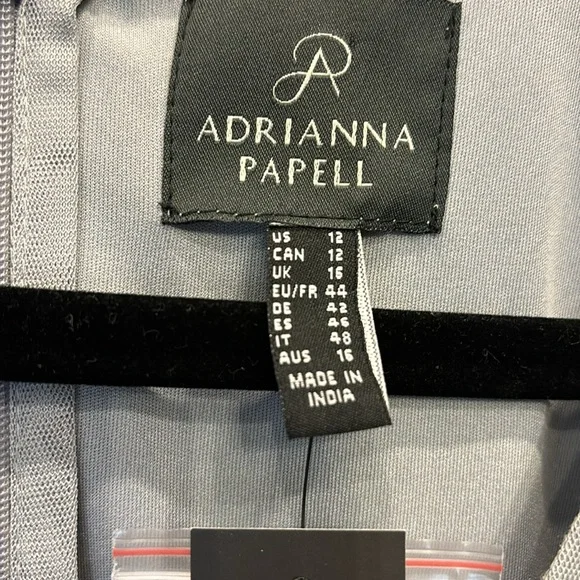 ADRIANNA
PAPELL
US 12
CAN 12
UK 16
EU/FR 44
DE 42
ES 46
IT 48
AUS 16
MADE IN
INDIA